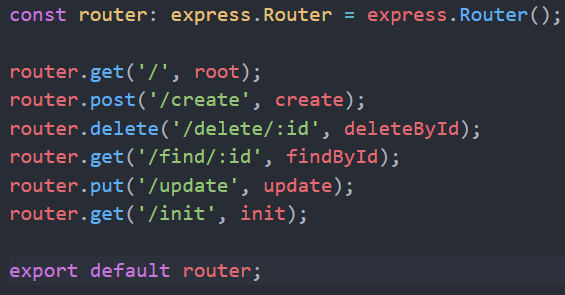 const router: express.Router = express.Router();
router.get('/', root);
router.post('/create', create);
router.delete('/delete/:id', deleteById);
router.get('/find/:id', findById);
router.put('/update', update);
router.get('/init', init);
export default router;